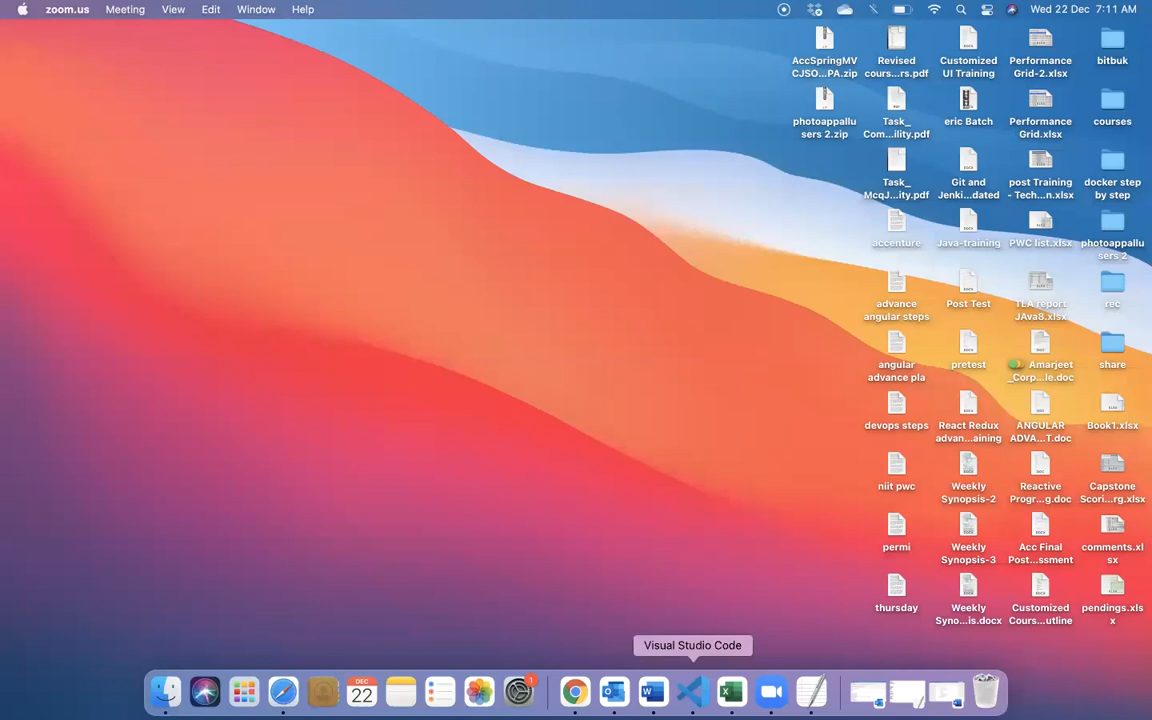 zoom.us Meeting View Edit Window Help Wed 22 Dec 7:11 AM
AccSpringMV
CJSO...PA.zip
Revised
cours...rs.pdf
Customized
UI Training
Performance
Grid-2.xlsx
bitbuk
photoappallu
sers 2.zip
Task_
Com...ility.pdf
eric Batch
Performance
Grid.xlsx
courses
Task_
McqJ...ity.pdf
Git and
Jenki...dated
post Training
- Tech...n.xlsx
docker step
by step
accenture
Java-training
PWC list.xlsx
photoappallu
sers 2
advance
angular steps
Post Test
TLA report
JAva8.xlsx
rec
angular
advance pla
pretest
Amarjeet
_Corp...le.doc
share
devops steps
React Redux
advan...aining
ANGULAR
ADVA...T.doc
Book1.xlsx
niit pwc
Weekly
Synopsis-2
Reactive
Progr...g.doc
Capstone
Scori...rg.xlsx
permi
Weekly
Synopsis-3
Acc Final
Post...ssment
comments.xl
sx
thursday
Weekly
Syno...is.docx
Customized
Cours...utline
pendings.xls
x
Visual Studio Code
DEC
22
1